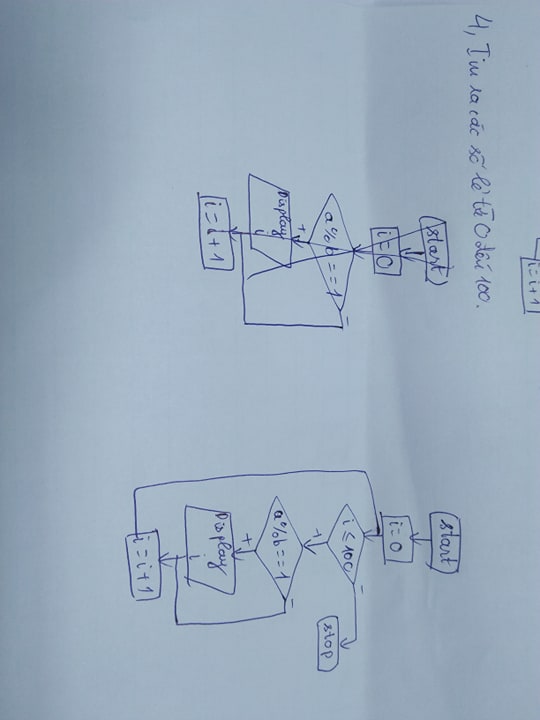 4, Tìm ra các số lẻ từ 0 đến 100.
i=i+1
start
i=0
a%b==1
+
-
Display
i
i=i+1
start
i=0
i≤100
+
-
stop
a%b==1
+
-
Display
i
i=i+1